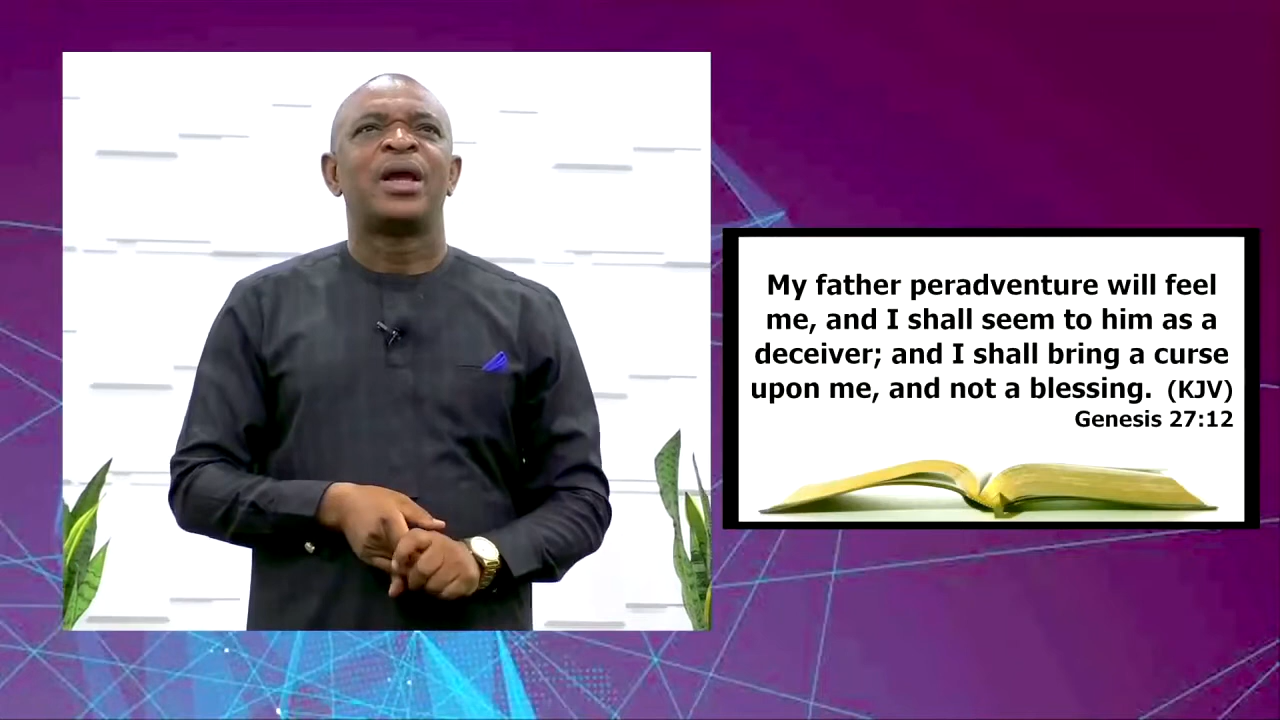 My father peradventure will feel
me, and I shall seem to him as a
deceiver; and I shall bring a curse
upon me, and not a blessing. (KJV)
Genesis 27:12